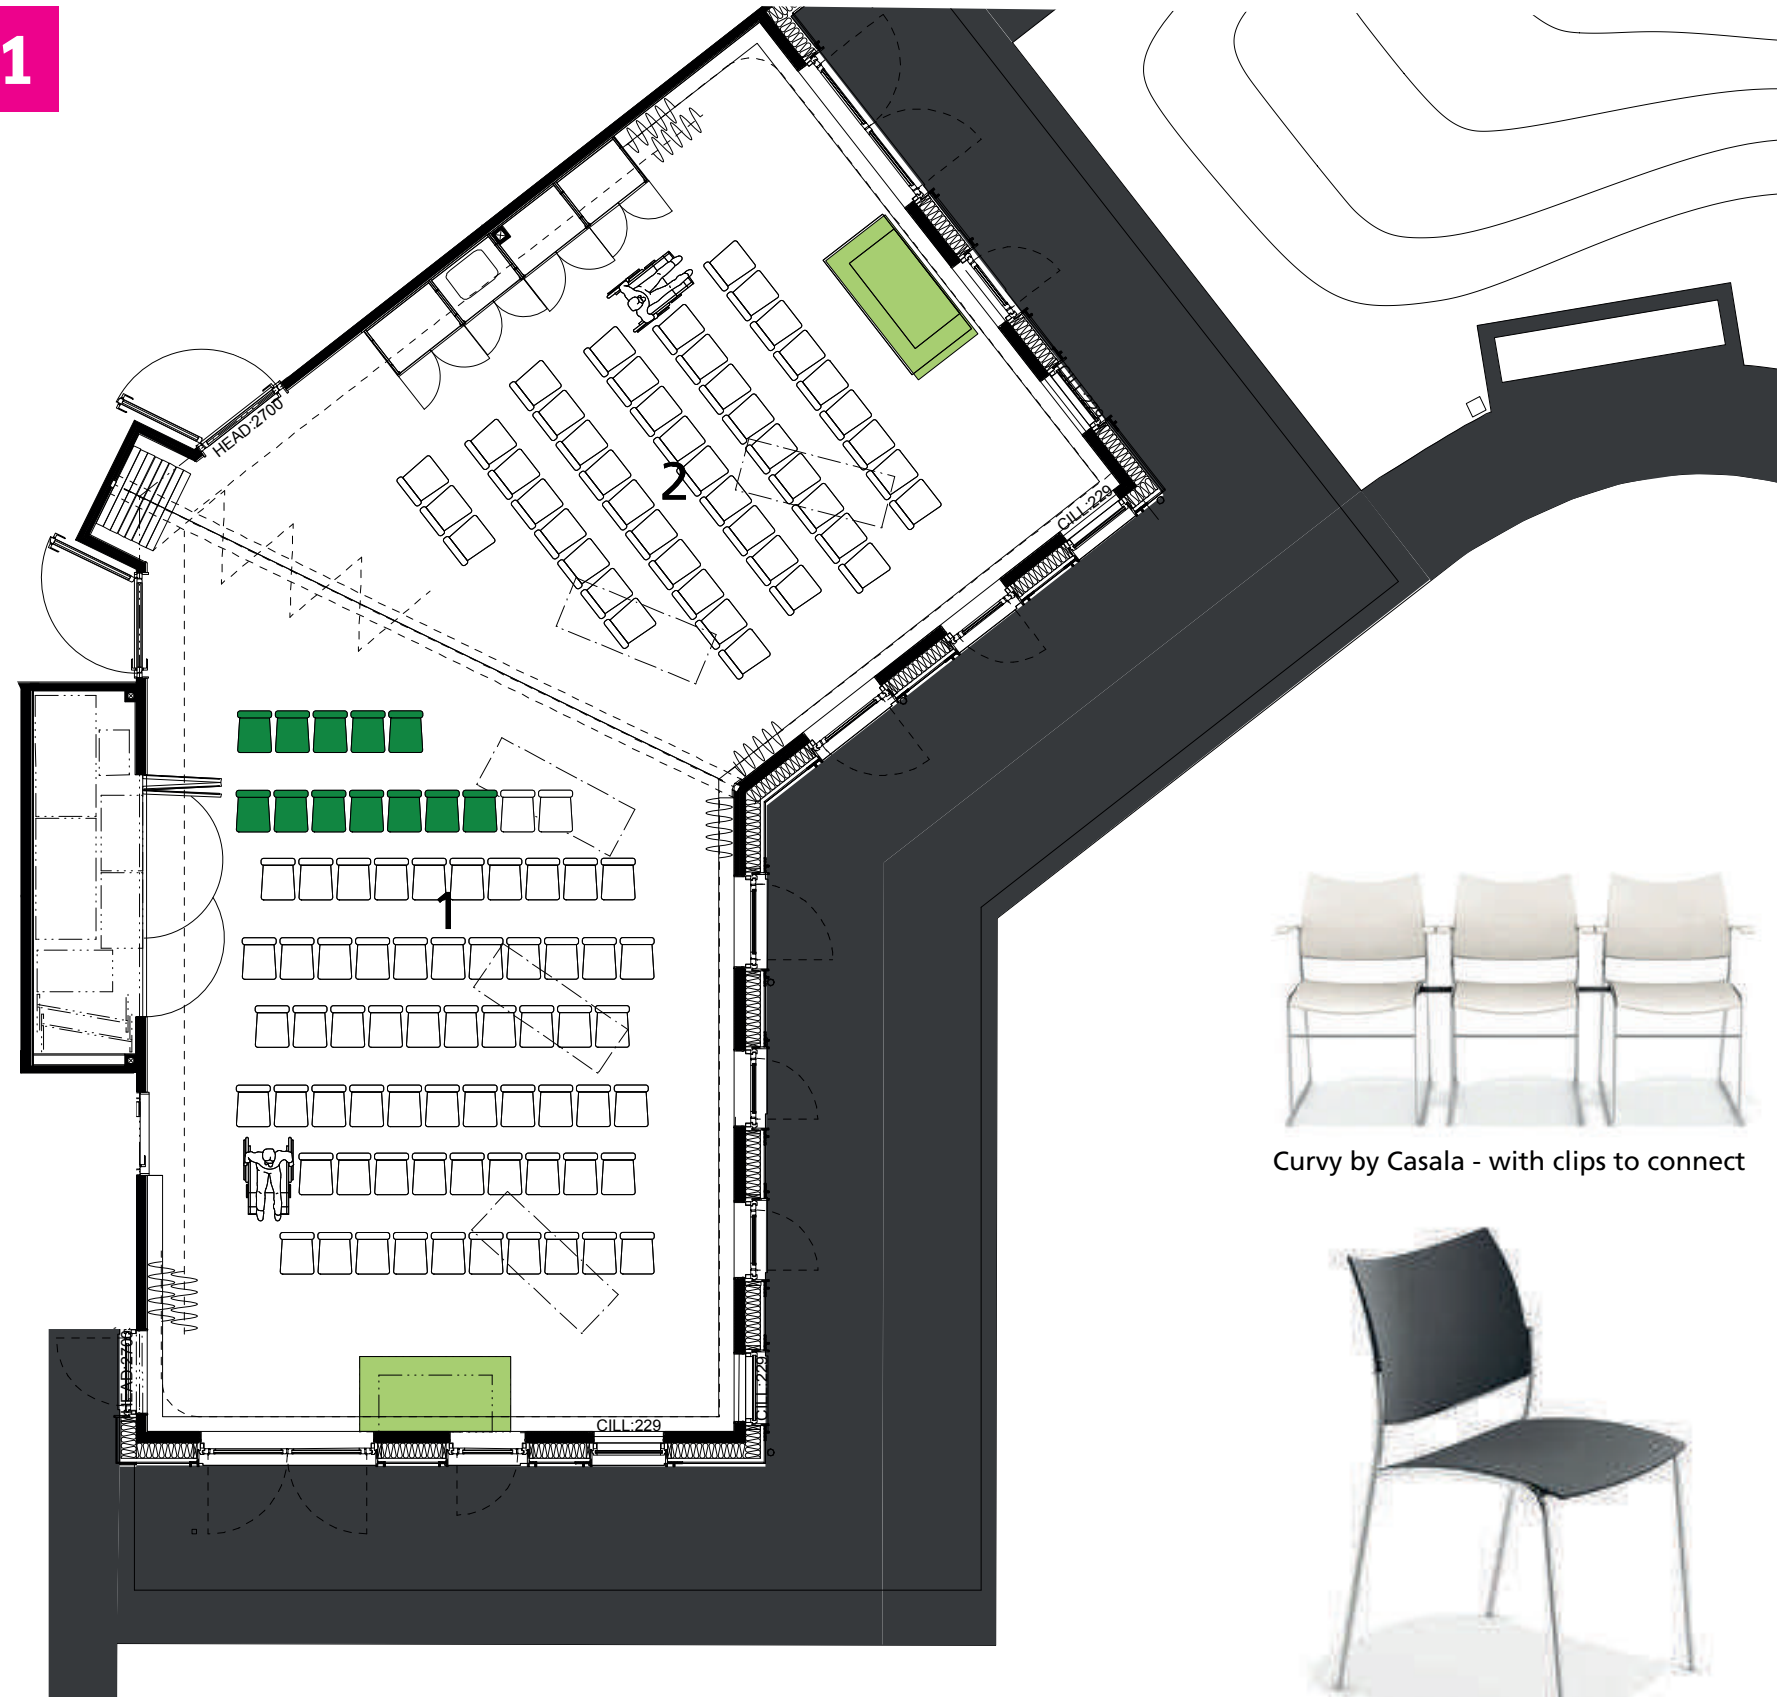 1
HEAD:2700
2
CILL:229
1
Curvy by Casala - with clips to connect
HEAD:2700
CILL:229
CILL:229